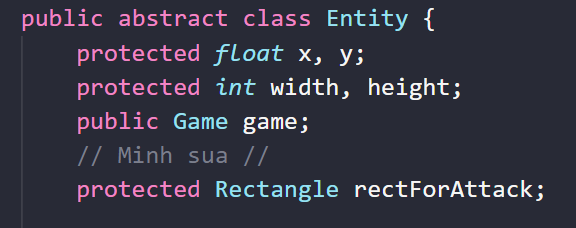 public abstract class Entity {
protected float x, y;
protected int width, height;
public Game game;
// Minh sua //
protected Rectangle rectForAttack;